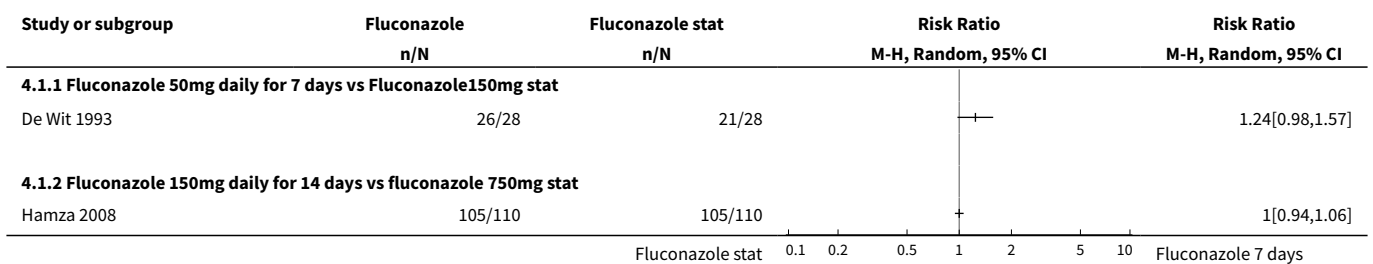 Study or subgroup Fluconazole Fluconazole stat Risk Ratio Risk Ratio
n/N n/N M-H, Random, 95% CI M-H, Random, 95% CI
4.1.1 Fluconazole 50mg daily for 7 days vs Fluconazole150mg stat
De Wit 1993 26/28 21/28 1.24[0.98,1.57]
4.1.2 Fluconazole 150mg daily for 14 days vs fluconazole 750mg stat
Hamza 2008 105/110 105/110 1[0.94,1.06]
Fluconazole stat 0.1 0.2 0.5 1 2 5 10 Fluconazole 7 days